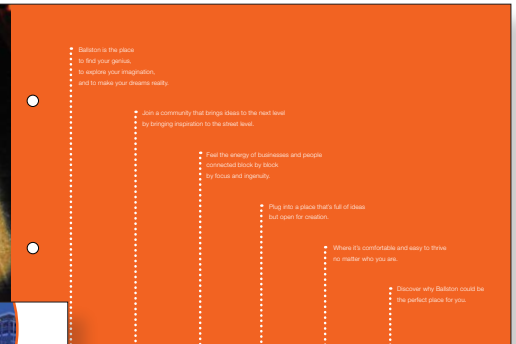 Ballston is the place
to find your genius,
to explore your imagination,
and to make your dreams reality.
Join a community that brings ideas to the next level
by bringing inspiration to the street level.
Feel the energy of businesses and people
connected block by block
by focus and ingenuity.
Plug into a place that's full of ideas
but open for creation.
Where it's comfortable and easy to thrive
no matter who you are.
Discover why Ballston could be
the perfect place for you.